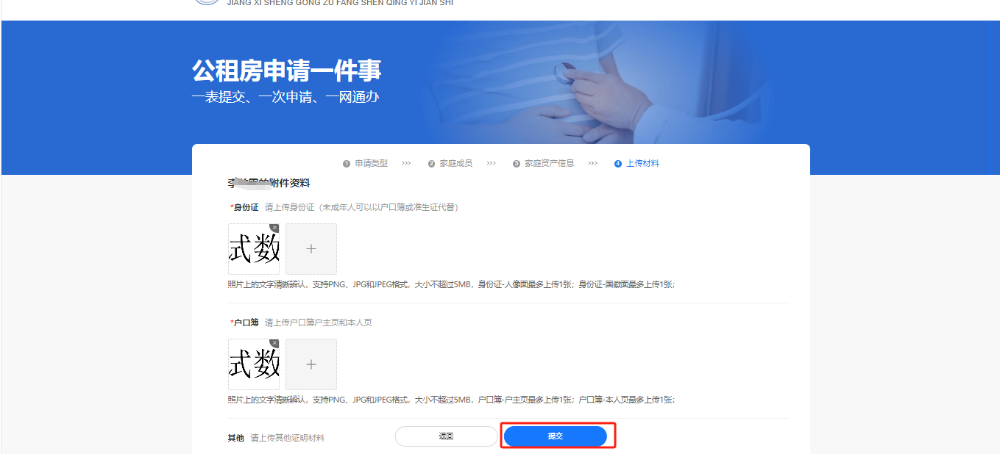 JIANG XI SHENG GONG ZU FANG SHEN QING YI JIAN SHI
公租房申请一件事
一表提交、一次申请、一网通办
1 申请类型 >>> 2 家庭成员 >>> 3 家庭资产信息 >>> 4 上传材料
李 的附件资料
*身份证 请上传身份证（未成年人可以以户口簿或准生证代替）
式数
+
照片上的文字清晰辨认，支持PNG、JPG和JPEG格式，大小不超过5MB，身份证-人像面最多上传1张；身份证-国徽面最多上传1张；
*户口簿 请上传户口簿户主页和本人页
式数
+
照片上的文字清晰辨认，支持PNG、JPG和JPEG格式，大小不超过5MB，户口簿-户主页最多上传1张；户口簿-本人页最多上传1张；
其他 请上传其他证明材料
返回 提交